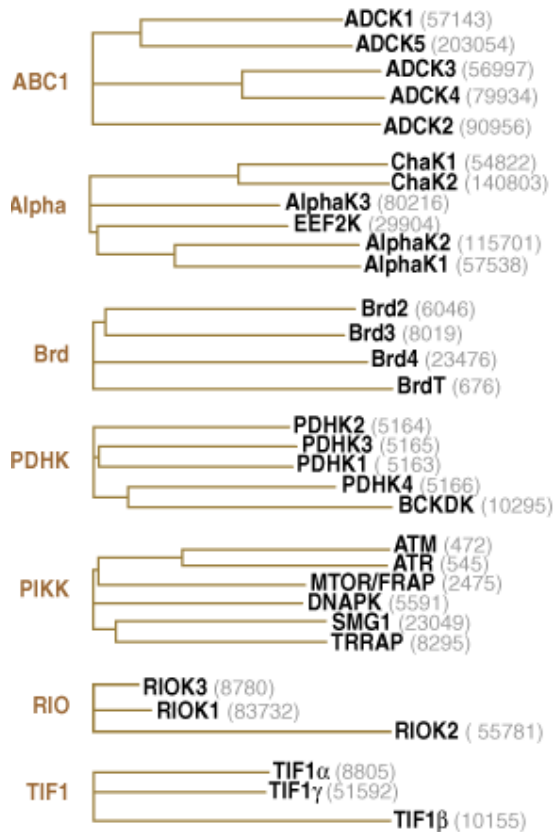 ADCK1 (57143)
ADCK5 (203054)
ABC1
ADCK3 (56997)
ADCK4 (79934)
ADCK2 (90956)
ChaK1 (54822)
ChaK2 (140803)
Alpha
AlphaK3 (80216)
EEF2K (29904)
AlphaK2 (115701)
AlphaK1 (57538)
Brd2 (6046)
Brd3 (8019)
Brd
Brd4 (23476)
BrdT (676)
PDHK2 (5164)
PDHK3 (5165)
PDHK
PDHK1 ( 5163)
PDHK4 (5166)
BCKDK (10295)
ATM (472)
ATR (545)
PIKK
MTOR/FRAP (2475)
DNAPK (5591)
SMG1 (23049)
TRRAP (8295)
RIOK3 (8780)
RIO
RIOK1 (83732)
RIOK2 ( 55781)
TIF1α (8805)
TIF1
TIF1γ (51592)
TIF1β (10155)